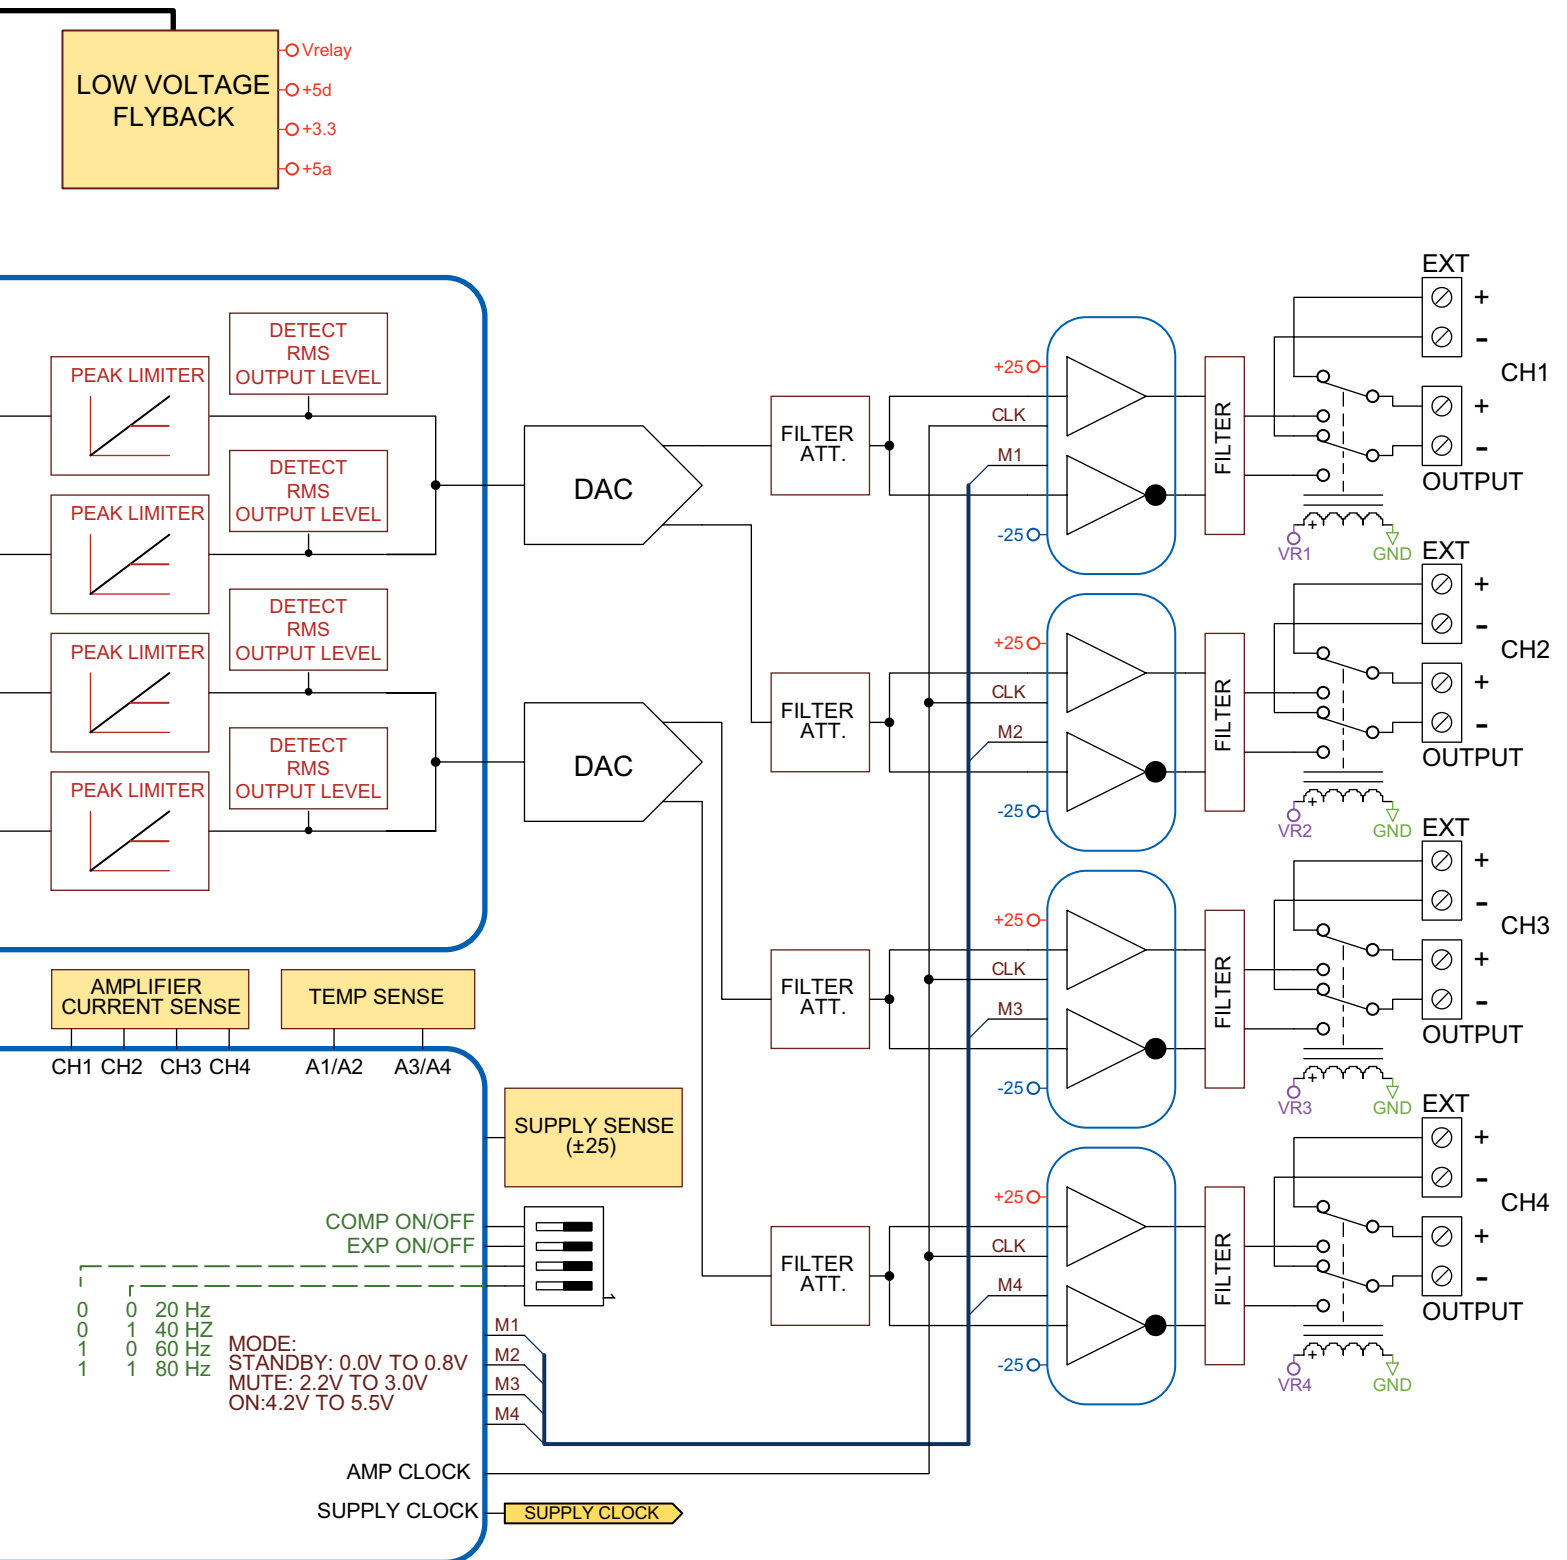 LOW VOLTAGE
FLYBACK
Vrelay
+5d
+3.3
+5a
PEAK LIMITER
DETECT
RMS
OUTPUT LEVEL
PEAK LIMITER
DETECT
RMS
OUTPUT LEVEL
PEAK LIMITER
DETECT
RMS
OUTPUT LEVEL
PEAK LIMITER
DETECT
RMS
OUTPUT LEVEL
DAC
DAC
FILTER
ATT.
FILTER
ATT.
FILTER
ATT.
FILTER
ATT.
+25
CLK
M1
-25
FILTER
EXT
+
-
CH1
+
-
OUTPUT
+
VR1
GND
+25
CLK
M2
-25
FILTER
EXT
+
-
CH2
+
-
OUTPUT
+
VR2
GND
+25
CLK
M3
-25
FILTER
EXT
+
-
CH3
+
-
OUTPUT
+
VR3
GND
+25
CLK
M4
-25
FILTER
EXT
+
-
CH4
+
-
OUTPUT
+
VR4
GND
AMPLIFIER
CURRENT SENSE
TEMP SENSE
CH1 CH2 CH3 CH4
A1/A2 A3/A4
SUPPLY SENSE
(±25)
COMP ON/OFF
EXP ON/OFF
1
0 0 20 Hz
0 1 40 HZ
1 0 60 Hz
1 1 80 Hz
MODE:
STANDBY: 0.0V TO 0.8V
MUTE: 2.2V TO 3.0V
ON:4.2V TO 5.5V
M1
M2
M3
M4
AMP CLOCK
SUPPLY CLOCK
SUPPLY CLOCK